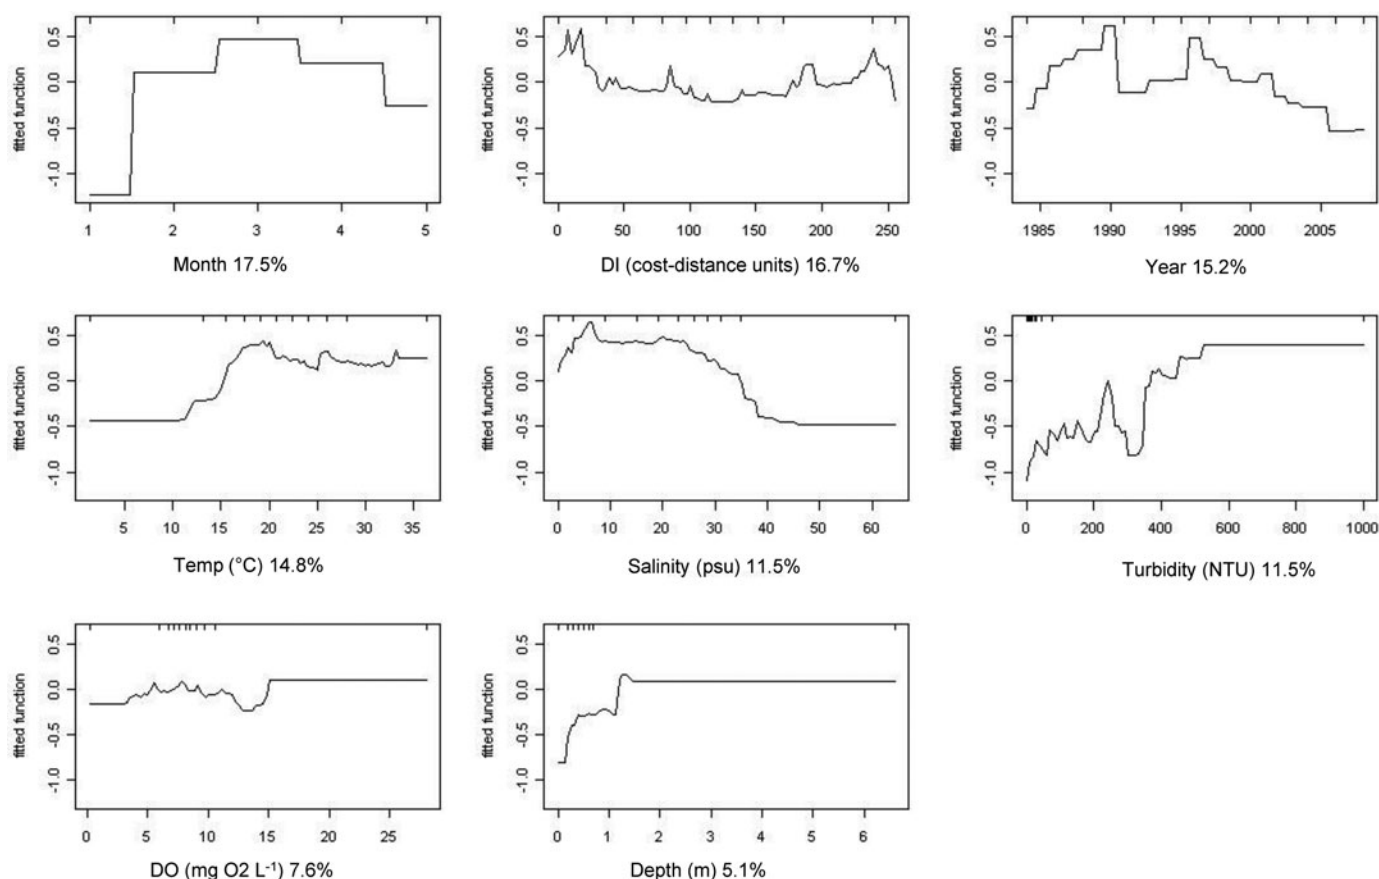 fitted function
0.5
0.0
-0.5
-1.0
1 2 3 4 5
Month 17.5%
fitted function
0.5
0.0
-0.5
-1.0
0 50 100 150 200 250
DI (cost-distance units) 16.7%
fitted function
0.5
0.0
-0.5
-1.0
1985 1990 1995 2000 2005
Year 15.2%
fitted function
0.5
0.0
-0.5
-1.0
5 10 15 20 25 30 35
Temp (°C) 14.8%
fitted function
0.5
0.0
-0.5
-1.0
0 10 20 30 40 50 60
Salinity (psu) 11.5%
fitted function
0.5
0.0
-0.5
-1.0
0 200 400 600 800 1000
Turbidity (NTU) 11.5%
fitted function
0.5
0.0
-0.5
-1.0
0 5 10 15 20 25
DO (mg O2 L⁻¹) 7.6%
fitted function
0.5
0.0
-0.5
-1.0
0 1 2 3 4 5 6
Depth (m) 5.1%